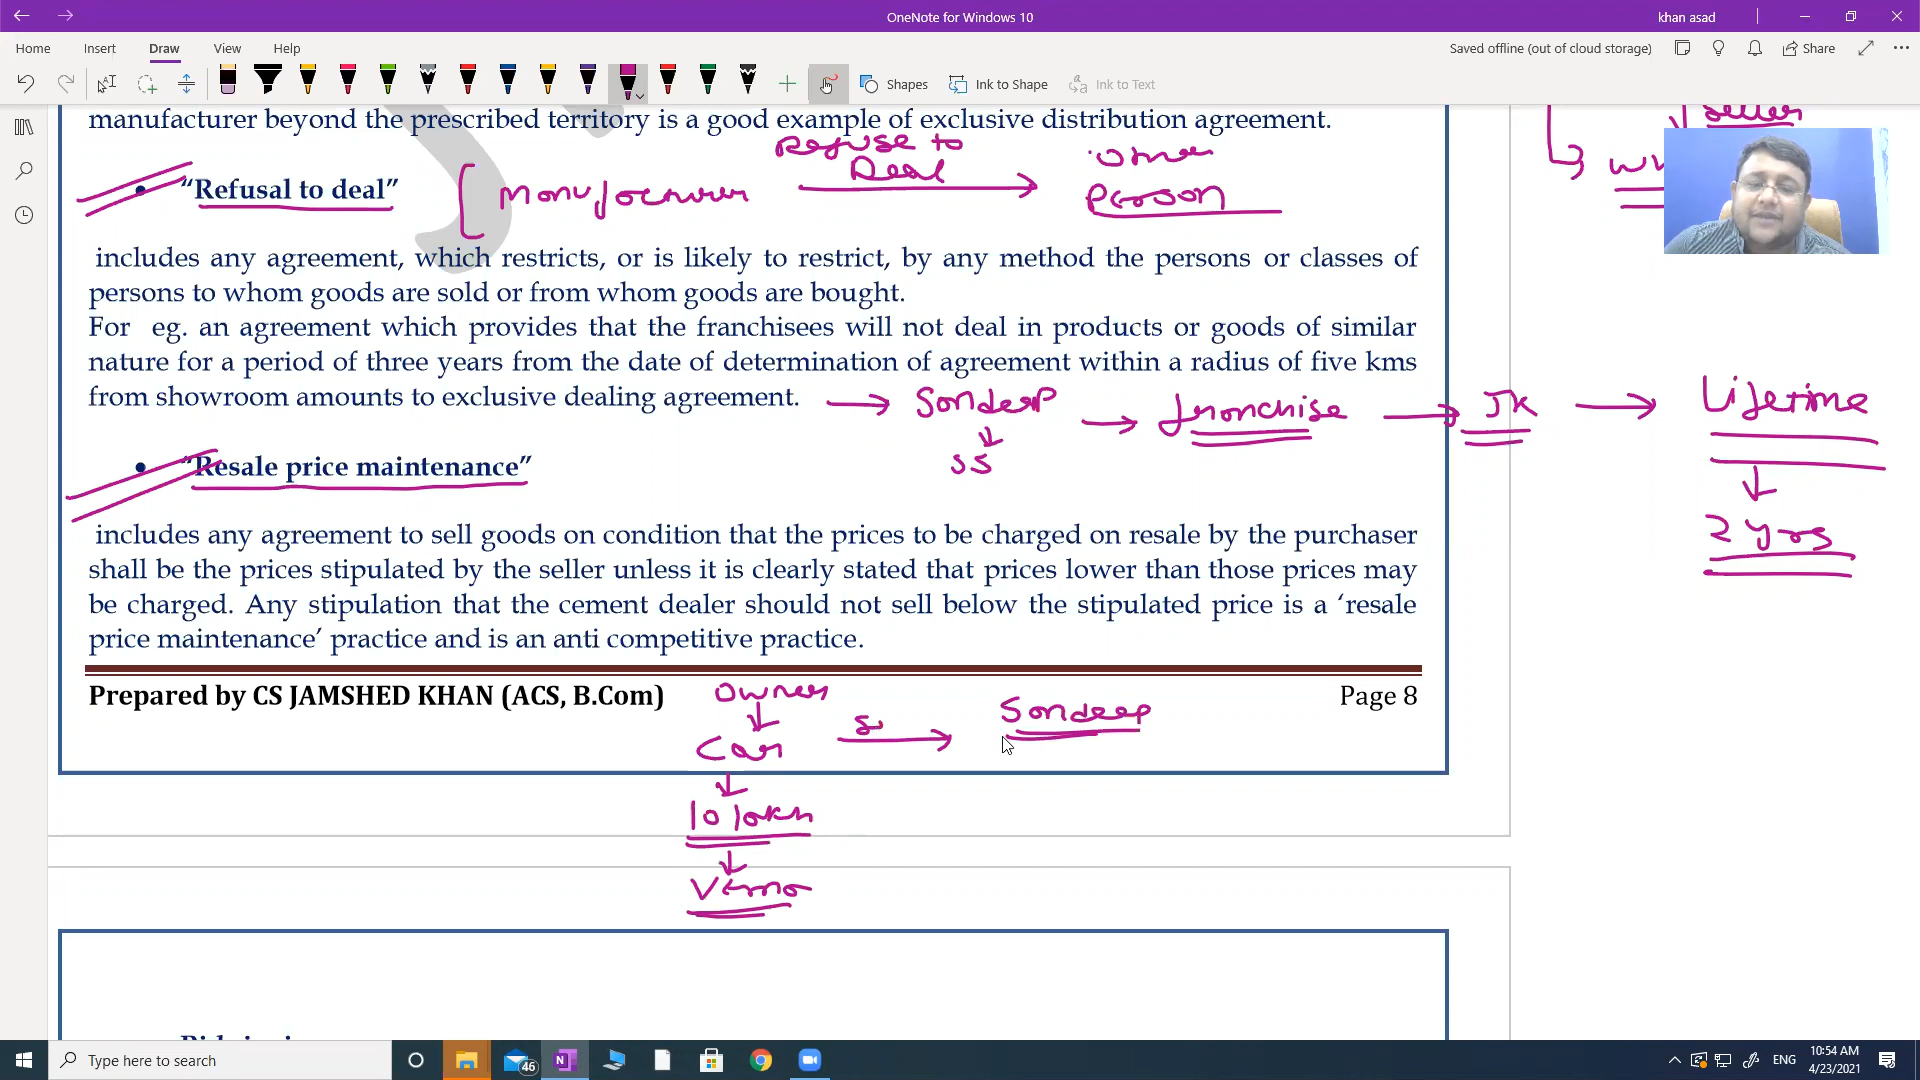 OneNote for Windows 10
khan asad
Home Insert Draw View Help
Saved offline (out of cloud storage)
Share
Shapes
Ink to Shape
Ink to Text
manufacturer beyond the prescribed territory is a good example of exclusive distribution agreement.
seller
Refuse to
Deal
other
• “Refusal to deal”
Manufacturer
Person
includes any agreement, which restricts, or is likely to restrict, by any method the persons or classes of
persons to whom goods are sold or from whom goods are bought.
For eg. an agreement which provides that the franchisees will not deal in products or goods of similar
nature for a period of three years from the date of determination of agreement within a radius of five kms
from showroom amounts to exclusive dealing agreement.
Sandeep
franchise
JK
Lifetime
SS
2 yrs
• “Resale price maintenance”
includes any agreement to sell goods on condition that the prices to be charged on resale by the purchaser
shall be the prices stipulated by the seller unless it is clearly stated that prices lower than those prices may
be charged. Any stipulation that the cement dealer should not sell below the stipulated price is a ‘resale
price maintenance’ practice and is an anti competitive practice.
Prepared by CS JAMSHED KHAN (ACS, B.Com)
Page 8
Owner
Car
Sandeep
10 lakh
Verna
Type here to search
46
ENG
10:54 AM
4/23/2021